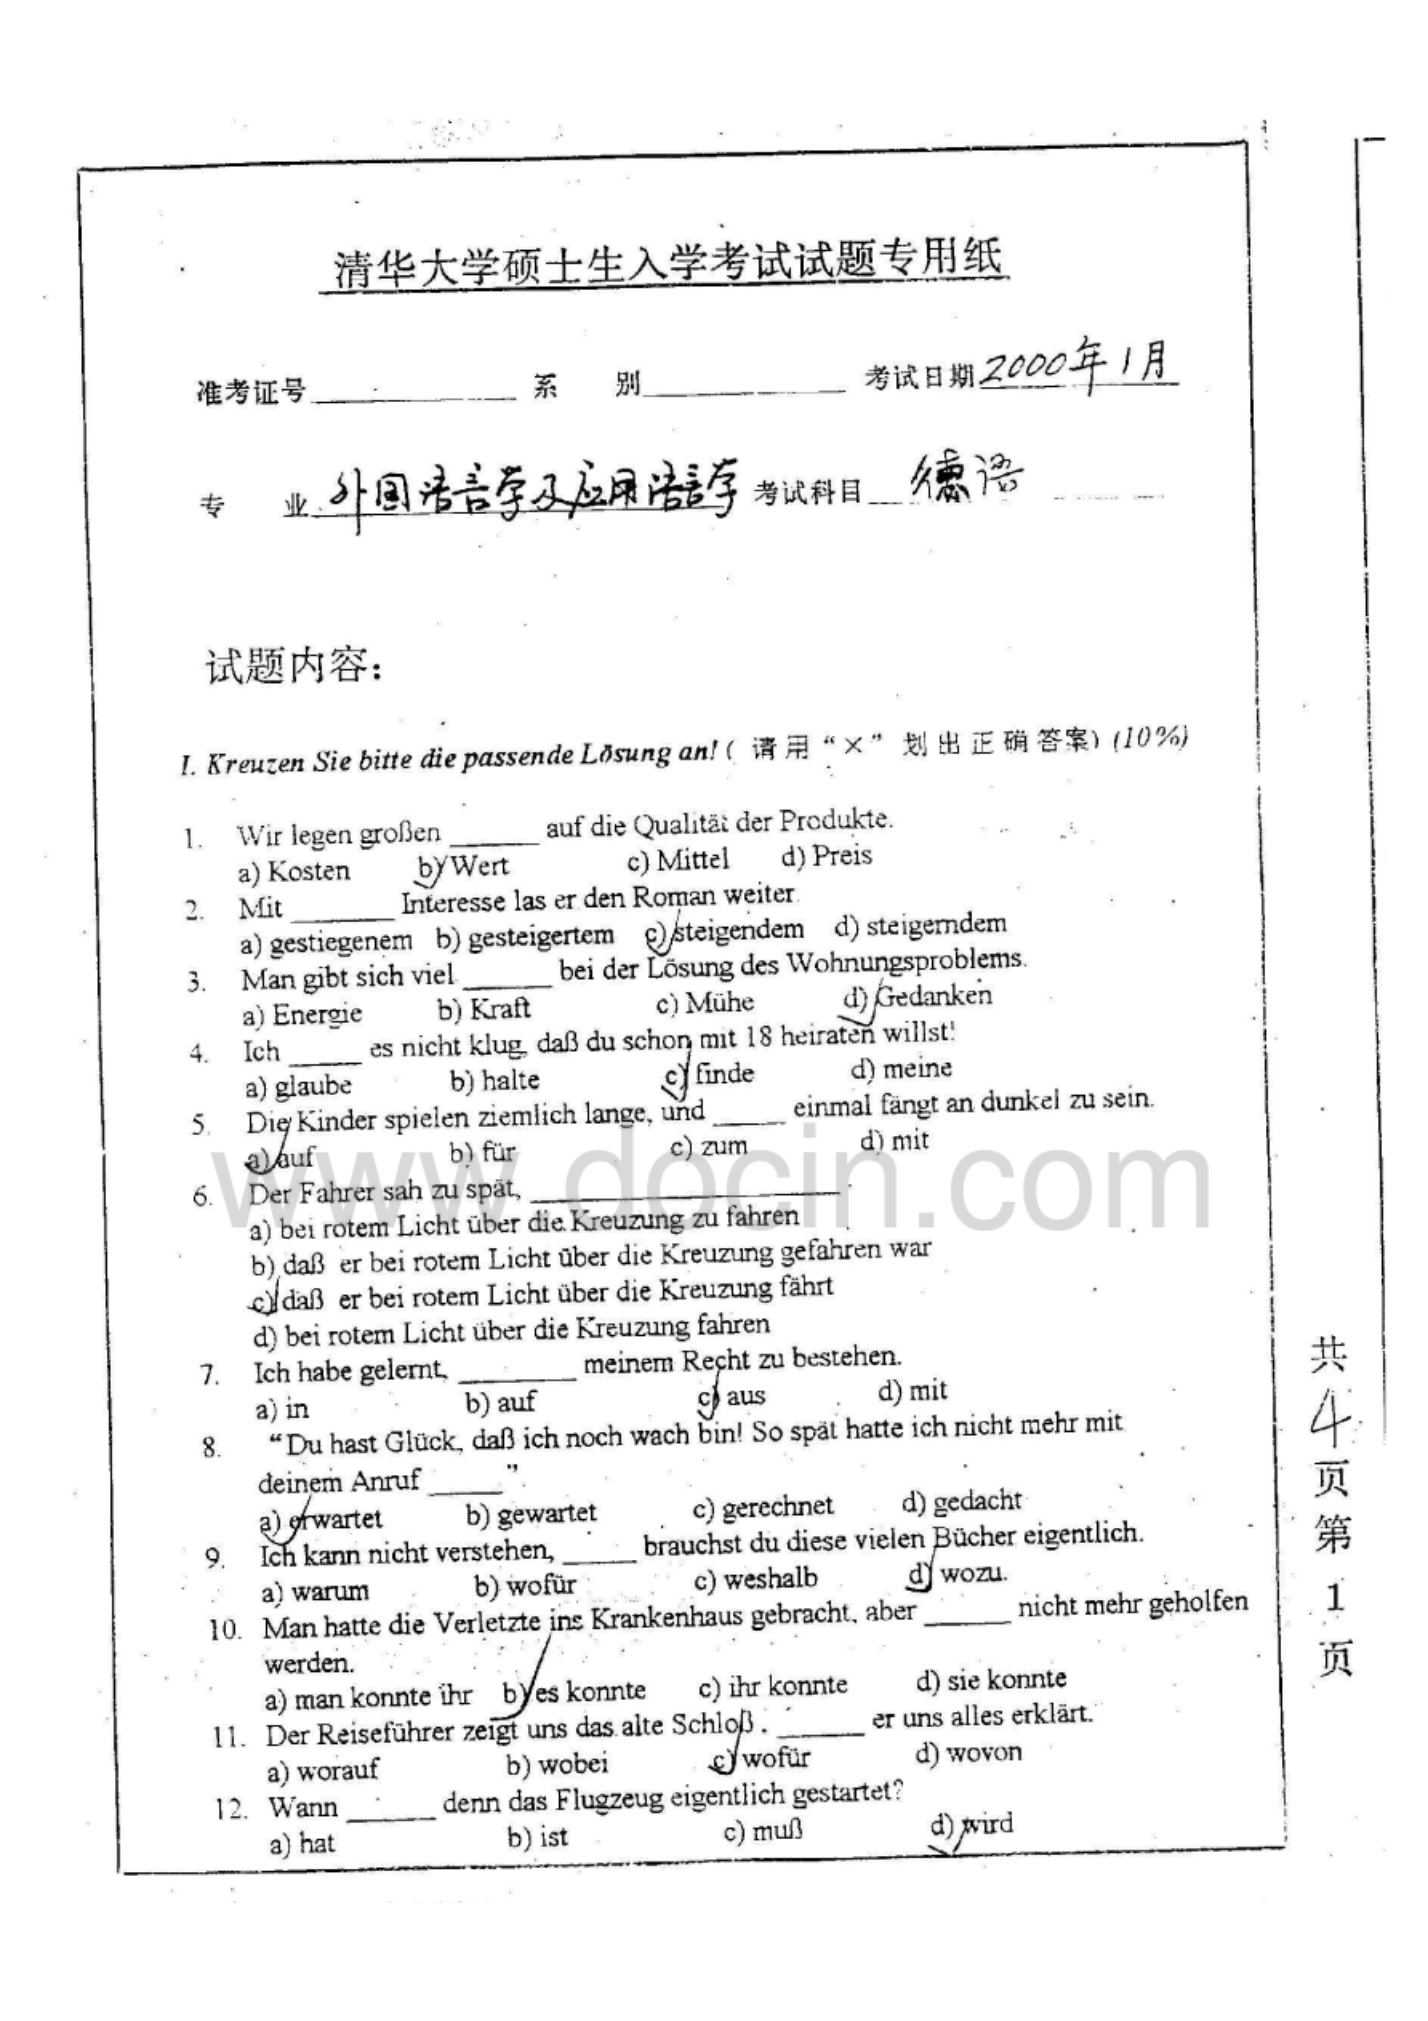 清华大学硕士生入学考试试题专用纸
准考证号 系 别 考试日期 2000年1月
专 业 外国语言学及应用语言学 考试科目 德语
试题内容：
I. Kreuzen Sie bitte die passende Lösung an! ( 请用“×” 划出正确答案) (10%)
1. Wir legen großen ______ auf die Qualität der Produkte.
a) Kosten b) Wert c) Mittel d) Preis
2. Mit _______ Interesse las er den Roman weiter.
a) gestiegenem b) gesteigertem c) steigendem d) steigerndem
3. Man gibt sich viel ______ bei der Lösung des Wohnungsproblems.
a) Energie b) Kraft c) Mühe d) Gedanken
4. Ich _____ es nicht klug, daß du schon mit 18 heiraten willst!
a) glaube b) halte c) finde d) meine
5. Die Kinder spielen ziemlich lange, und _____ einmal fängt an dunkel zu sein.
a) auf b) für c) zum d) mit
6. Der Fahrer sah zu spät, _____________________.
a) bei rotem Licht über die Kreuzung zu fahren
b) daß er bei rotem Licht über die Kreuzung gefahren war
c) daß er bei rotem Licht über die Kreuzung fährt
d) bei rotem Licht über die Kreuzung fahren
7. Ich habe gelernt, ________ meinem Recht zu bestehen.
a) in b) auf c) aus d) mit
8. “Du hast Glück, daß ich noch wach bin! So spät hatte ich nicht mehr mit
deinem Anruf _____”.
a) erwartet b) gewartet c) gerechnet d) gedacht
9. Ich kann nicht verstehen, _____ brauchst du diese vielen Bücher eigentlich.
a) warum b) wofür c) weshalb d) wozu.
10. Man hatte die Verletzte ins Krankenhaus gebracht, aber ______ nicht mehr geholfen
werden.
a) man konnte ihr b) es konnte c) ihr konnte d) sie konnte
11. Der Reiseführer zeigt uns das alte Schloß, ______ er uns alles erklärt.
a) worauf b) wobei c) wofür d) wovon
12. Wann ______ denn das Flugzeug eigentlich gestartet?
a) hat b) ist c) muß d) wird
共4页第1页
www.docin.com